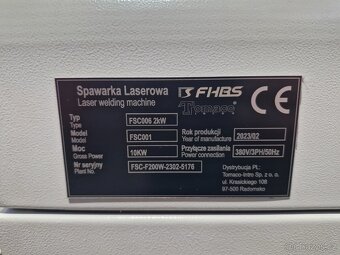 Spawarka Laserowa
Laser welding machine
FHBS
Tomaco
CE
Typ
Type
FSC006 2kW
Model
Model
FSC001
Moc
Gross Power
10KW
Nr seryjny
Plant No.
FSC-F200W-2302-5176
Rok produkcji
Year of manufacture
2023/02
Przyłącze zasilania
Power connection
380V/3PH/50Hz
Dystrybucja PL:
Tomaco-Intro Sp. z o. o.
ul. Krasickiego 108
97-500 Radomsko